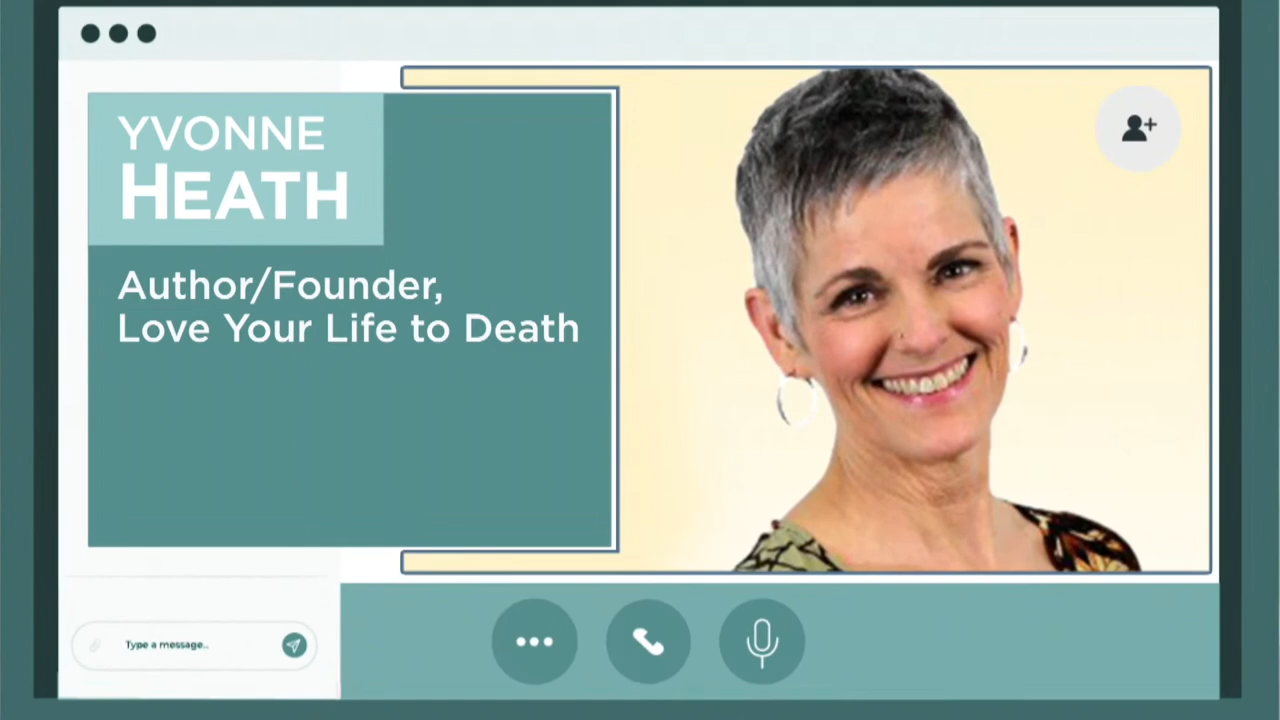 YVONNE
HEATH
Author/Founder,
Love Your Life to Death
Type a message..